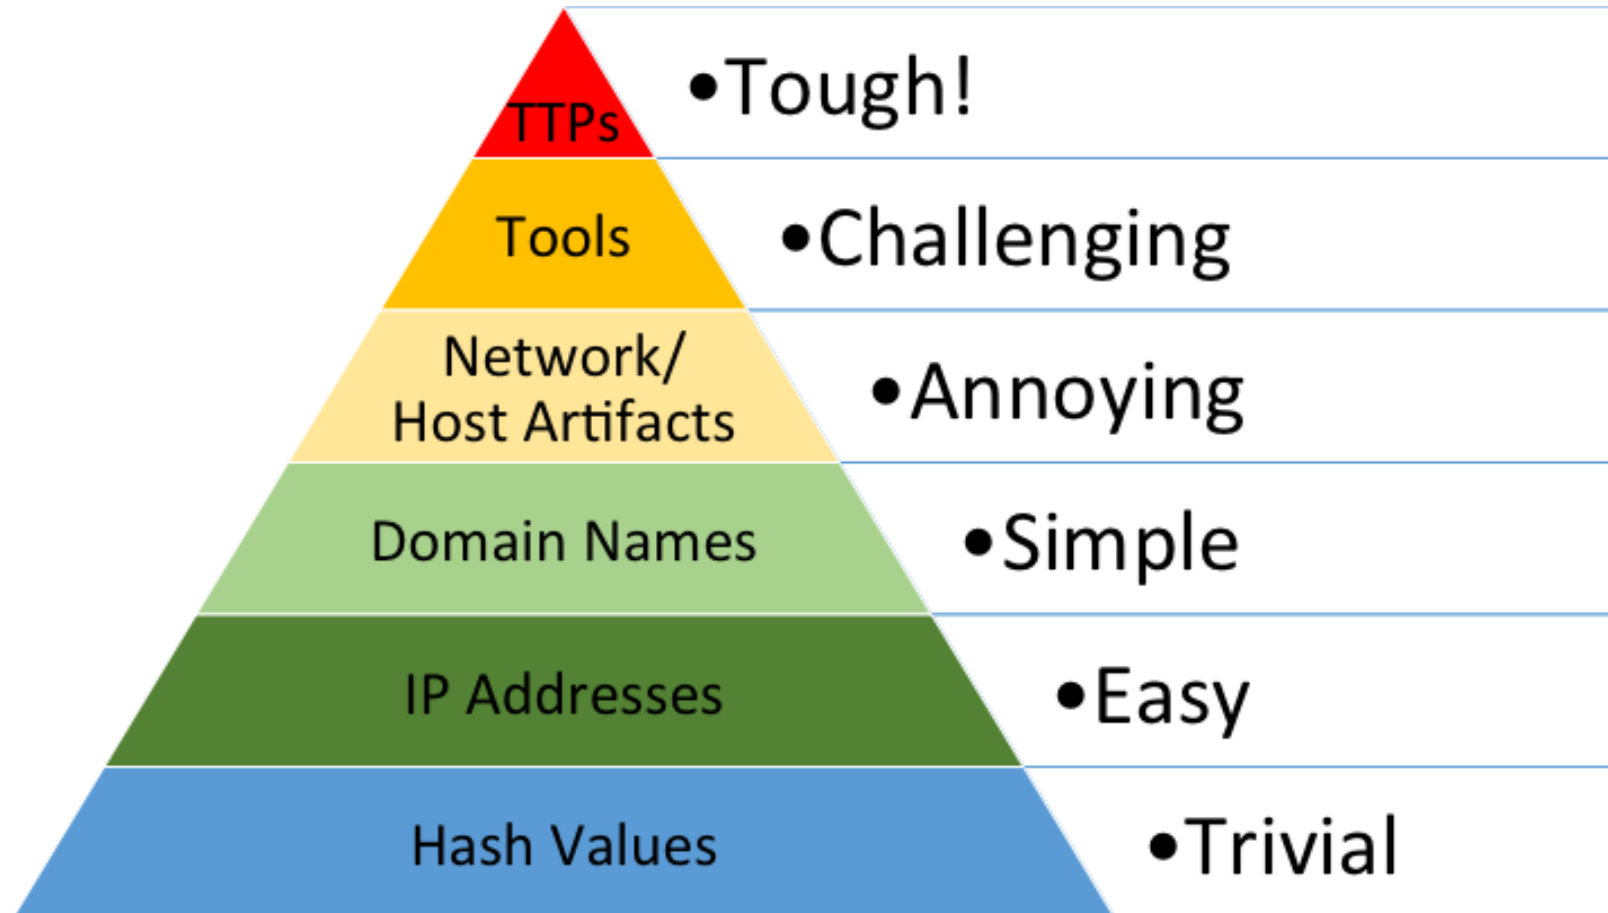 TTPs
•Tough!
Tools
•Challenging
Network/
Host Artifacts
•Annoying
Domain Names
•Simple
IP Addresses
•Easy
Hash Values
•Trivial